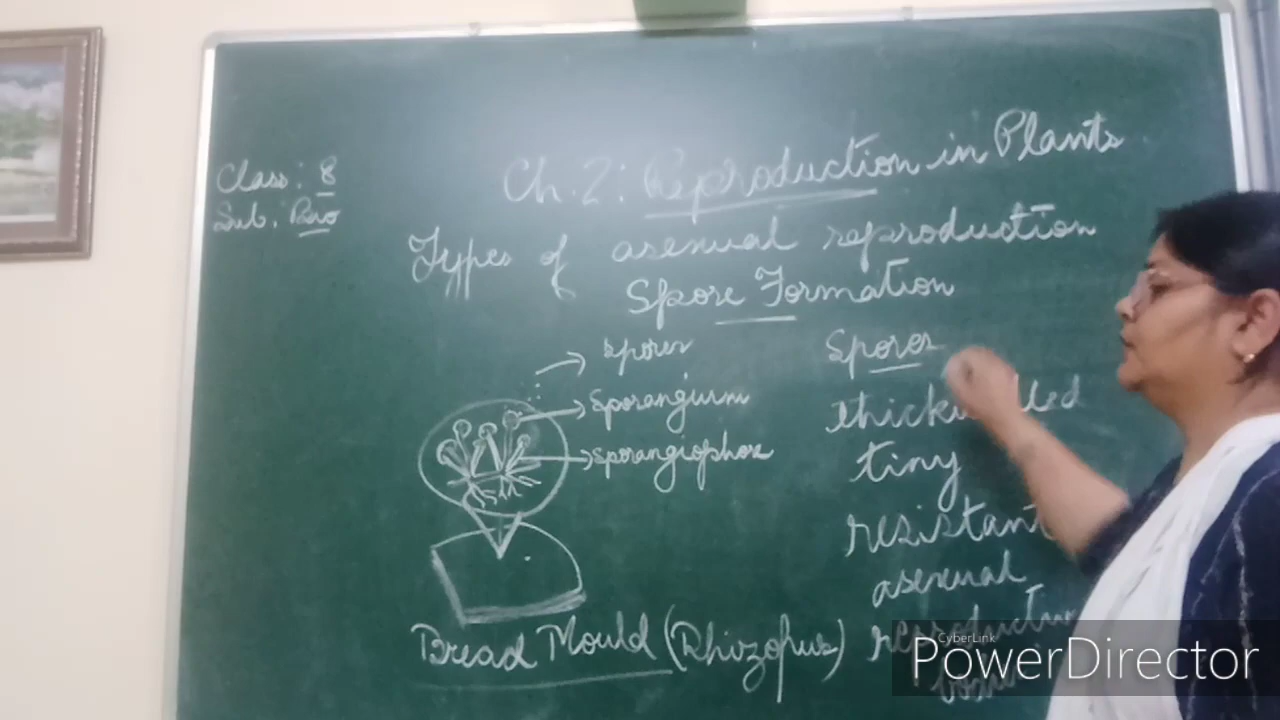 Class: 8
Sub. Bio
Ch. 2: Reproduction in Plants
Types of asexual reproduction
Spore Formation
Spores
Sporangium
Sporangiophore
Bread Mould (Rhizopus)
Spores
tiny
resistant
asexual
CyberLink
PowerDirector